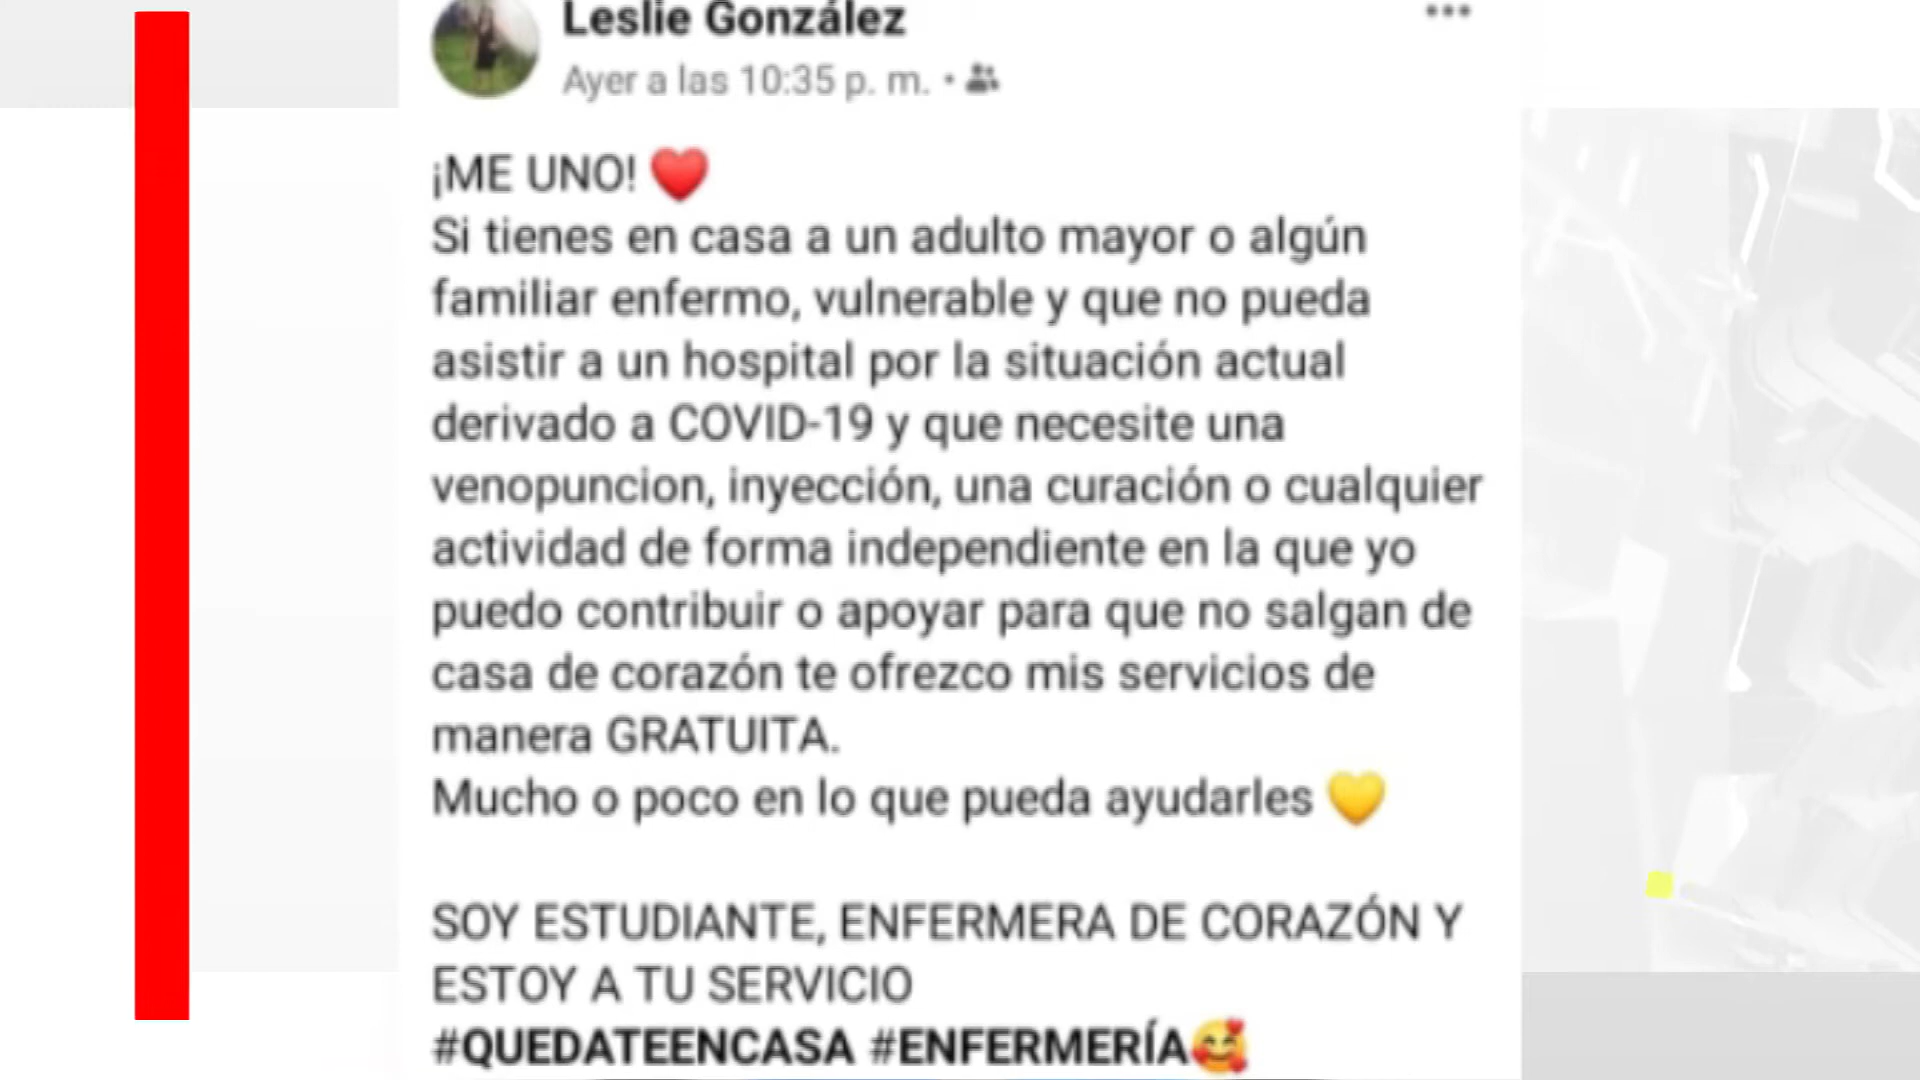 Leslie González
Ayer a las 10:35 p. m. •
¡ME UNO! ❤️
Si tienes en casa a un adulto mayor o algún
familiar enfermo, vulnerable y que no pueda
asistir a un hospital por la situación actual
derivado a COVID-19 y que necesite una
venopuncion, inyección, una curación o cualquier
actividad de forma independiente en la que yo
puedo contribuir o apoyar para que no salgan de
casa de corazón te ofrezco mis servicios de
manera GRATUITA.
Mucho o poco en lo que pueda ayudarles 💛
SOY ESTUDIANTE, ENFERMERA DE CORAZÓN Y
ESTOY A TU SERVICIO
#QUEDATEENCASA #ENFERMERÍA🥰